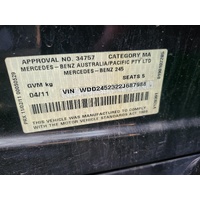 APPROVAL NO. 34757 CATEGORY MA
MERCEDES-BENZ AUSTRALIA/PACIFIC PTY LTD
MERCEDES-BENZ 245
GVM kg SEATS 5
04/11 VIN WDD2452322J687988
THIS VEHICLE WAS MANUFACTURED TO COMPLY
WITH THE MOTOR VEHICLE STANDARDS ACT 1989